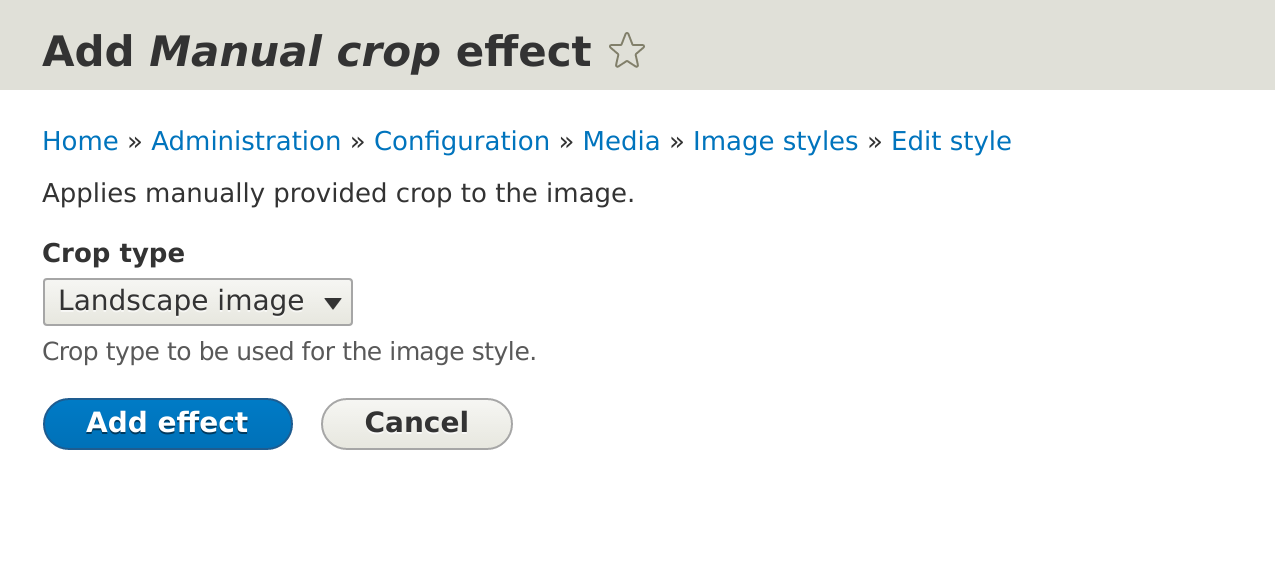 Add Manual crop effect
Home » Administration » Configuration » Media » Image styles » Edit style
Applies manually provided crop to the image.
Crop type
Landscape image
Crop type to be used for the image style.
Add effect Cancel